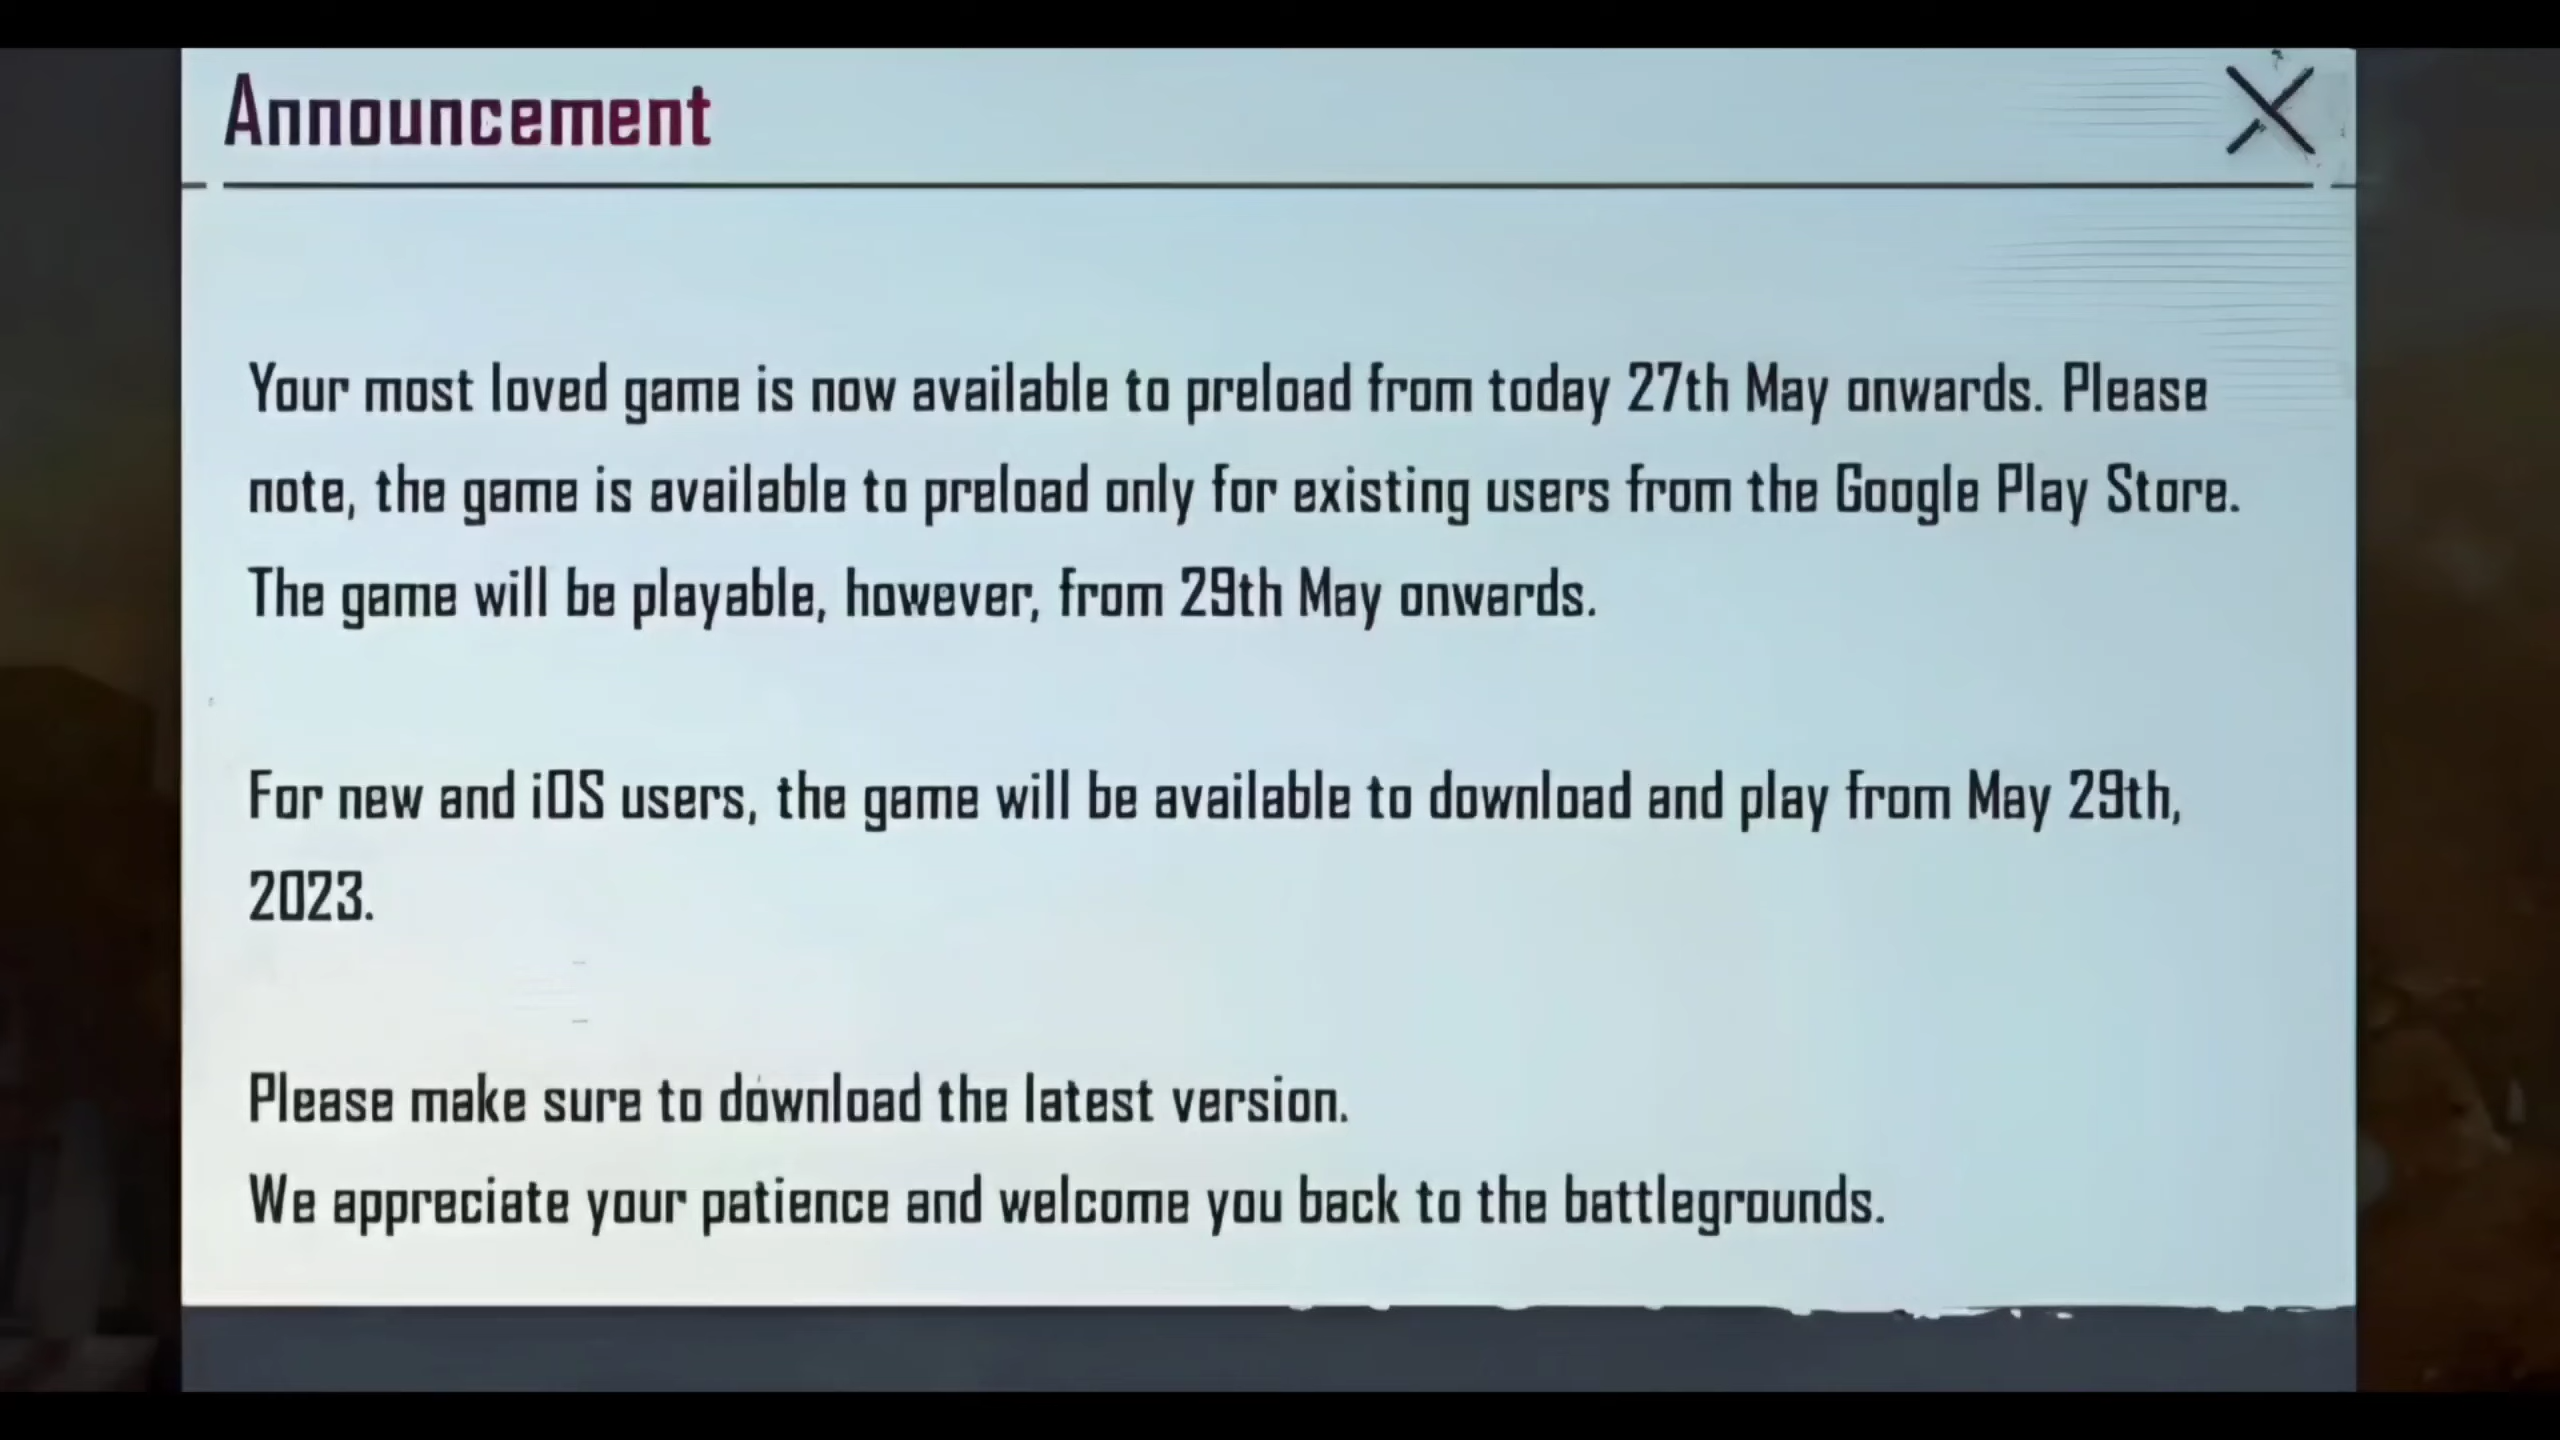 Announcement
Your most loved game is now available to preload from today 27th May onwards. Please
note, the game is available to preload only for existing users from the Google Play Store.
The game will be playable, however, from 29th May onwards.
For new and iOS users, the game will be available to download and play from May 29th,
2023.
Please make sure to download the latest version.
We appreciate your patience and welcome you back to the battlegrounds.